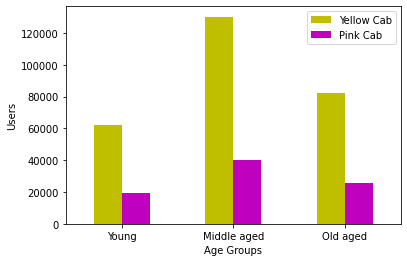 Yellow Cab
Pink Cab
120000
100000
80000
60000
40000
20000
0
Users
Young
Middle aged
Old aged
Age Groups